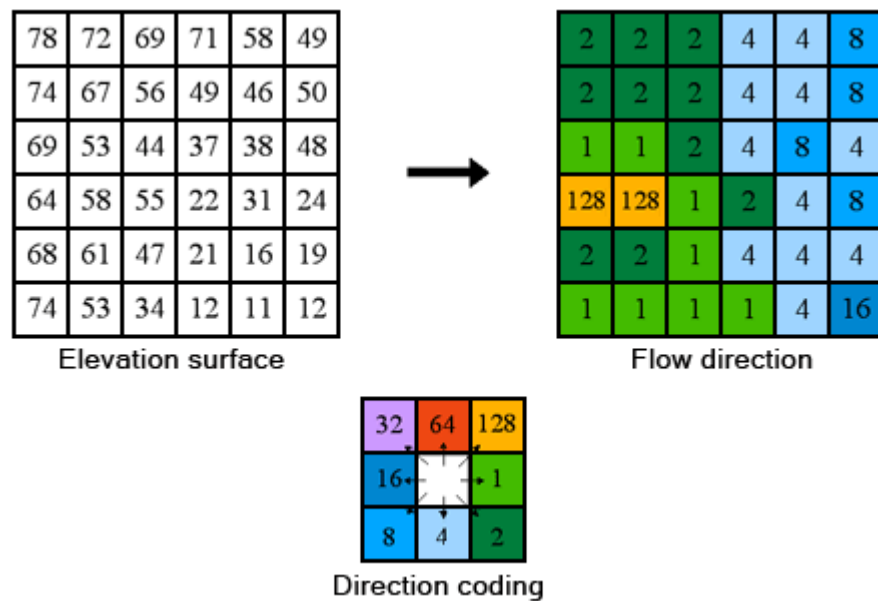 78 72 69 71 58 49
74 67 56 49 46 50
69 53 44 37 38 48
64 58 55 22 31 24
68 61 47 21 16 19
74 53 34 12 11 12
Elevation surface
2 2 2 4 4 8
2 2 2 4 4 8
1 1 2 4 8 4
128 128 1 2 4 8
2 2 1 4 4 4
1 1 1 1 4 16
Flow direction
32 64 128
16 1
8 4 2
Direction coding